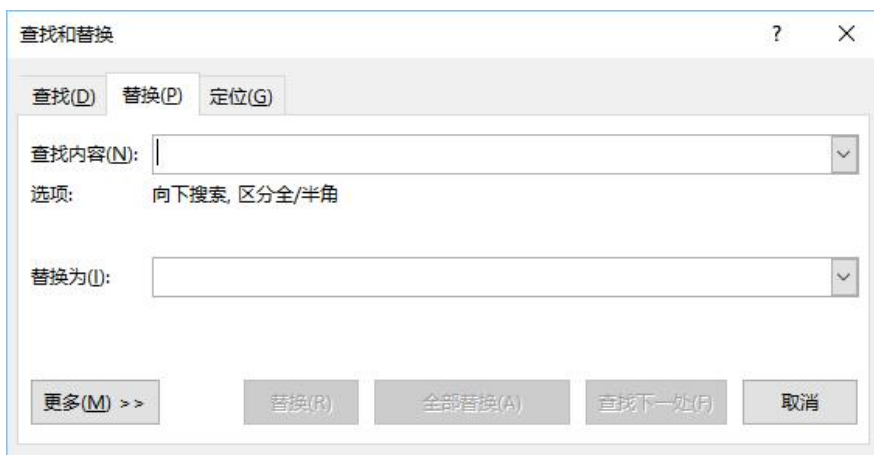 查找和替换 ?
查找(D) 替换(P) 定位(G)
查找内容(N):
选项: 向下搜索, 区分全/半角
替换为(I):
更多(M) >> 替换(R) 全部替换(A) 查找下一处(F) 取消